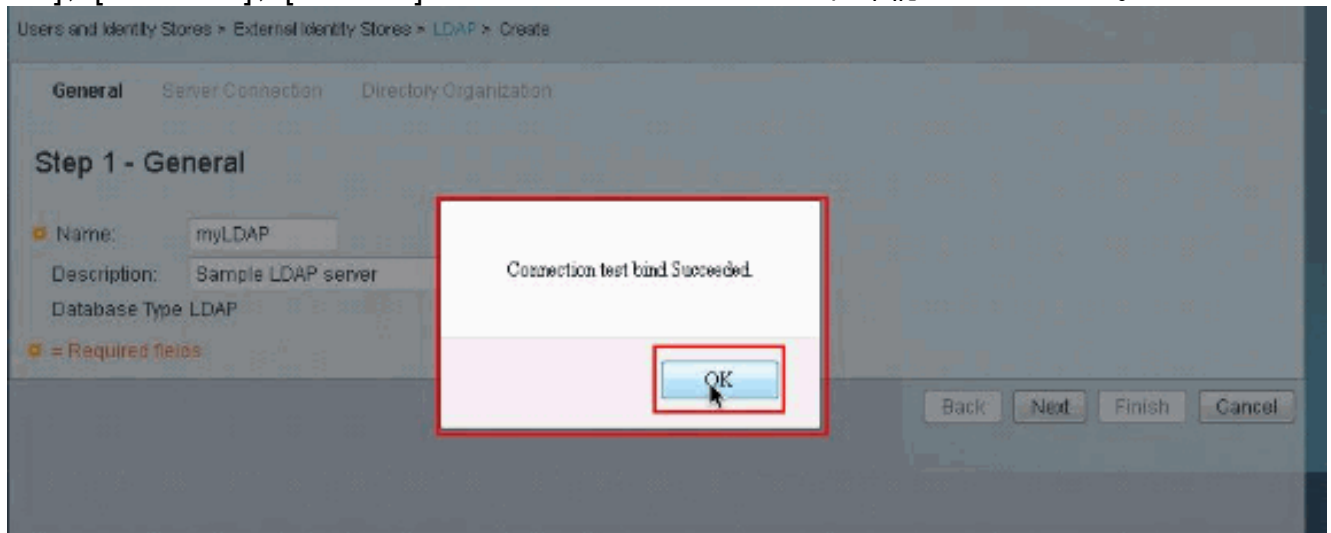 Users and Identity Stores > External Identity Stores > LDAP > Create
General Server Connection Directory Organization
Step 1 - General
Name: myLDAP
Description: Sample LDAP server
Database Type LDAP
= Required fields
Connection test bind Succeeded.
OK
Back Next Finish Cancel